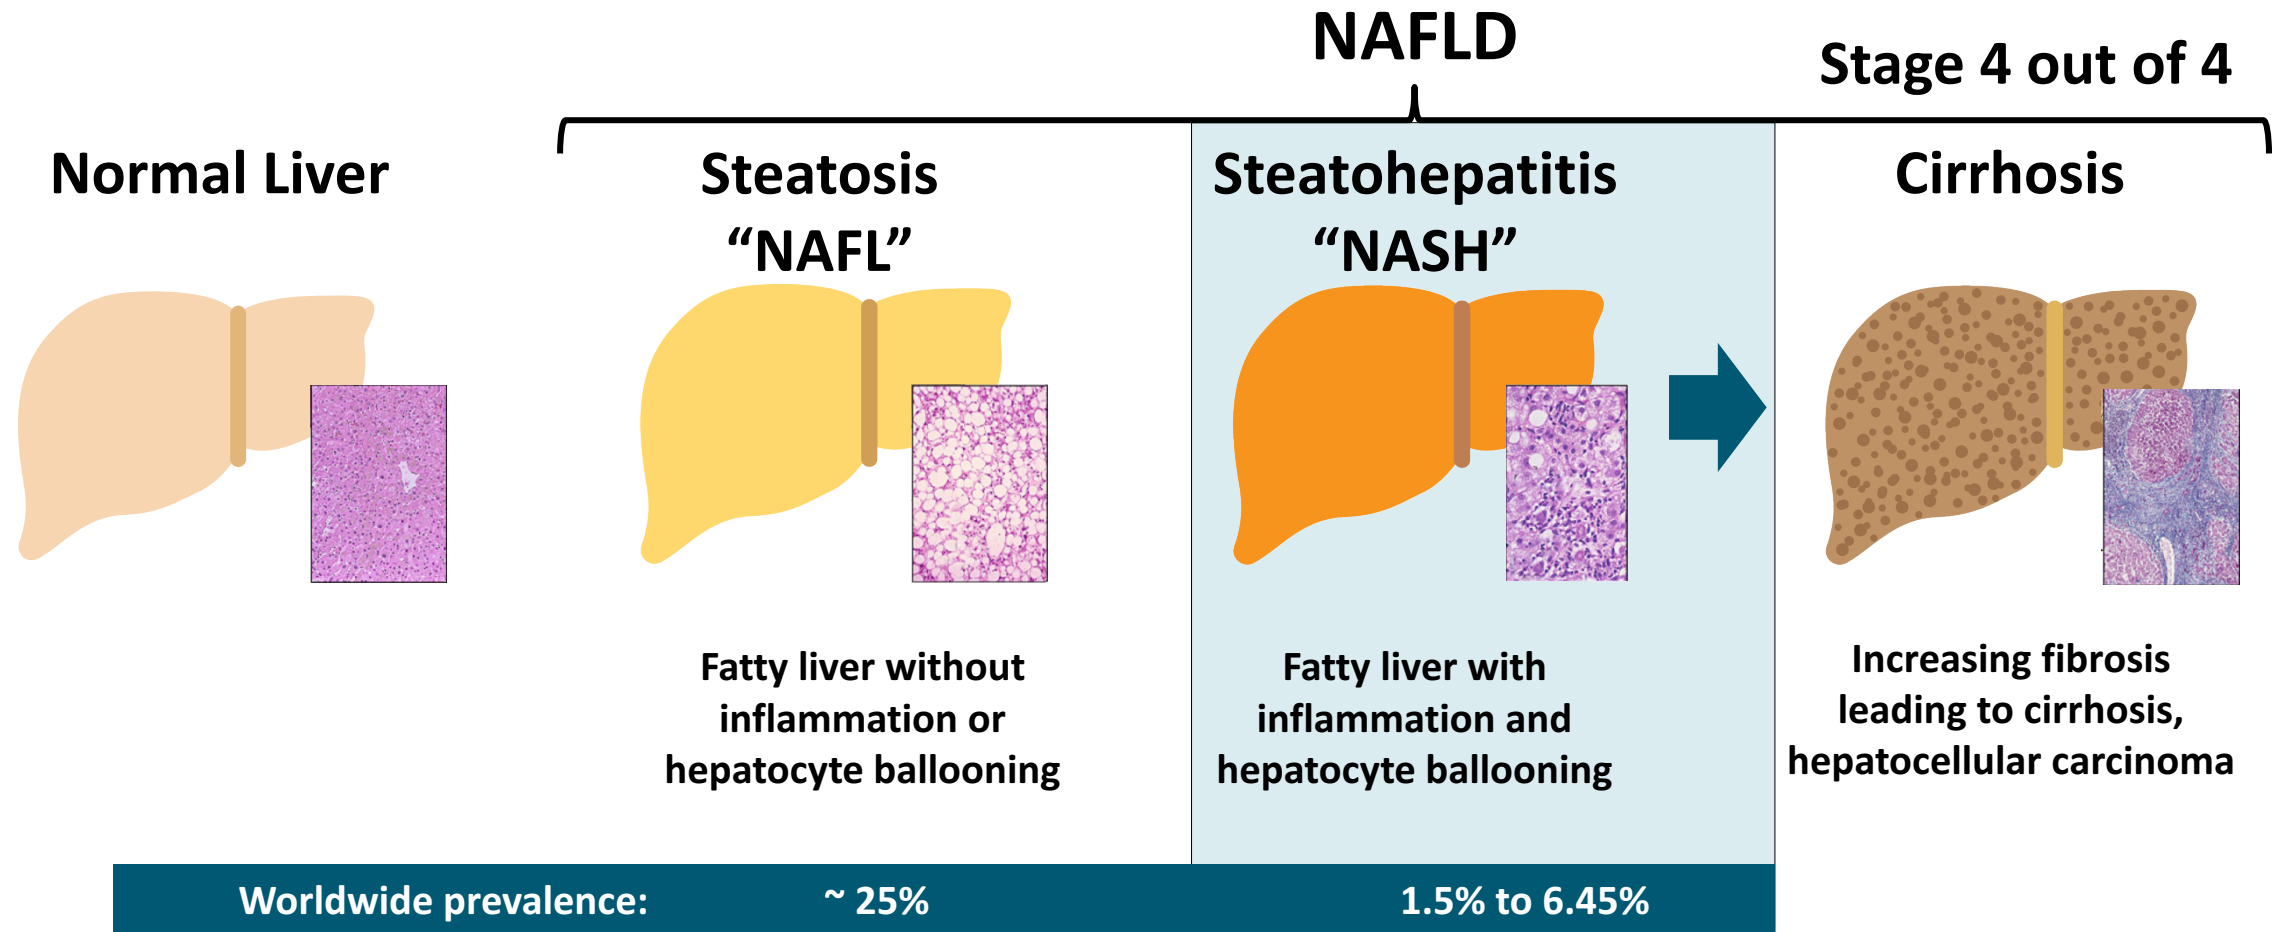 NAFLD
Stage 4 out of 4
Normal Liver
Steatosis
“NAFL”
Steatohepatitis
“NASH”
Cirrhosis
Fatty liver without
inflammation or
hepatocyte ballooning
Fatty liver with
inflammation and
hepatocyte ballooning
Increasing fibrosis
leading to cirrhosis,
hepatocellular carcinoma
Worldwide prevalence: ~ 25% 1.5% to 6.45%